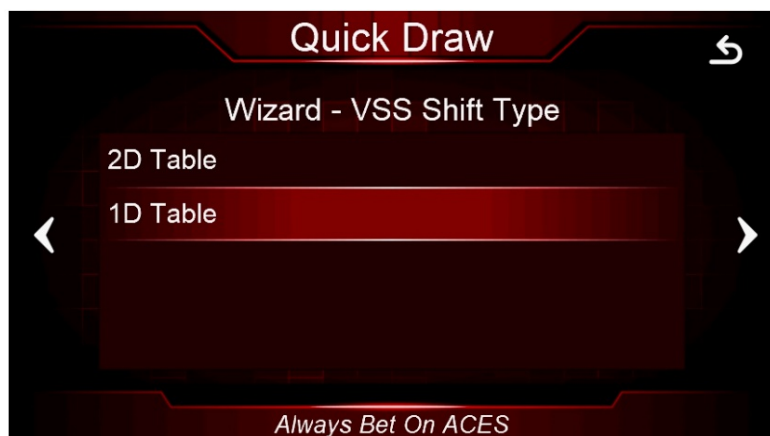 Quick Draw
Wizard - VSS Shift Type
2D Table
1D Table
Always Bet On ACES